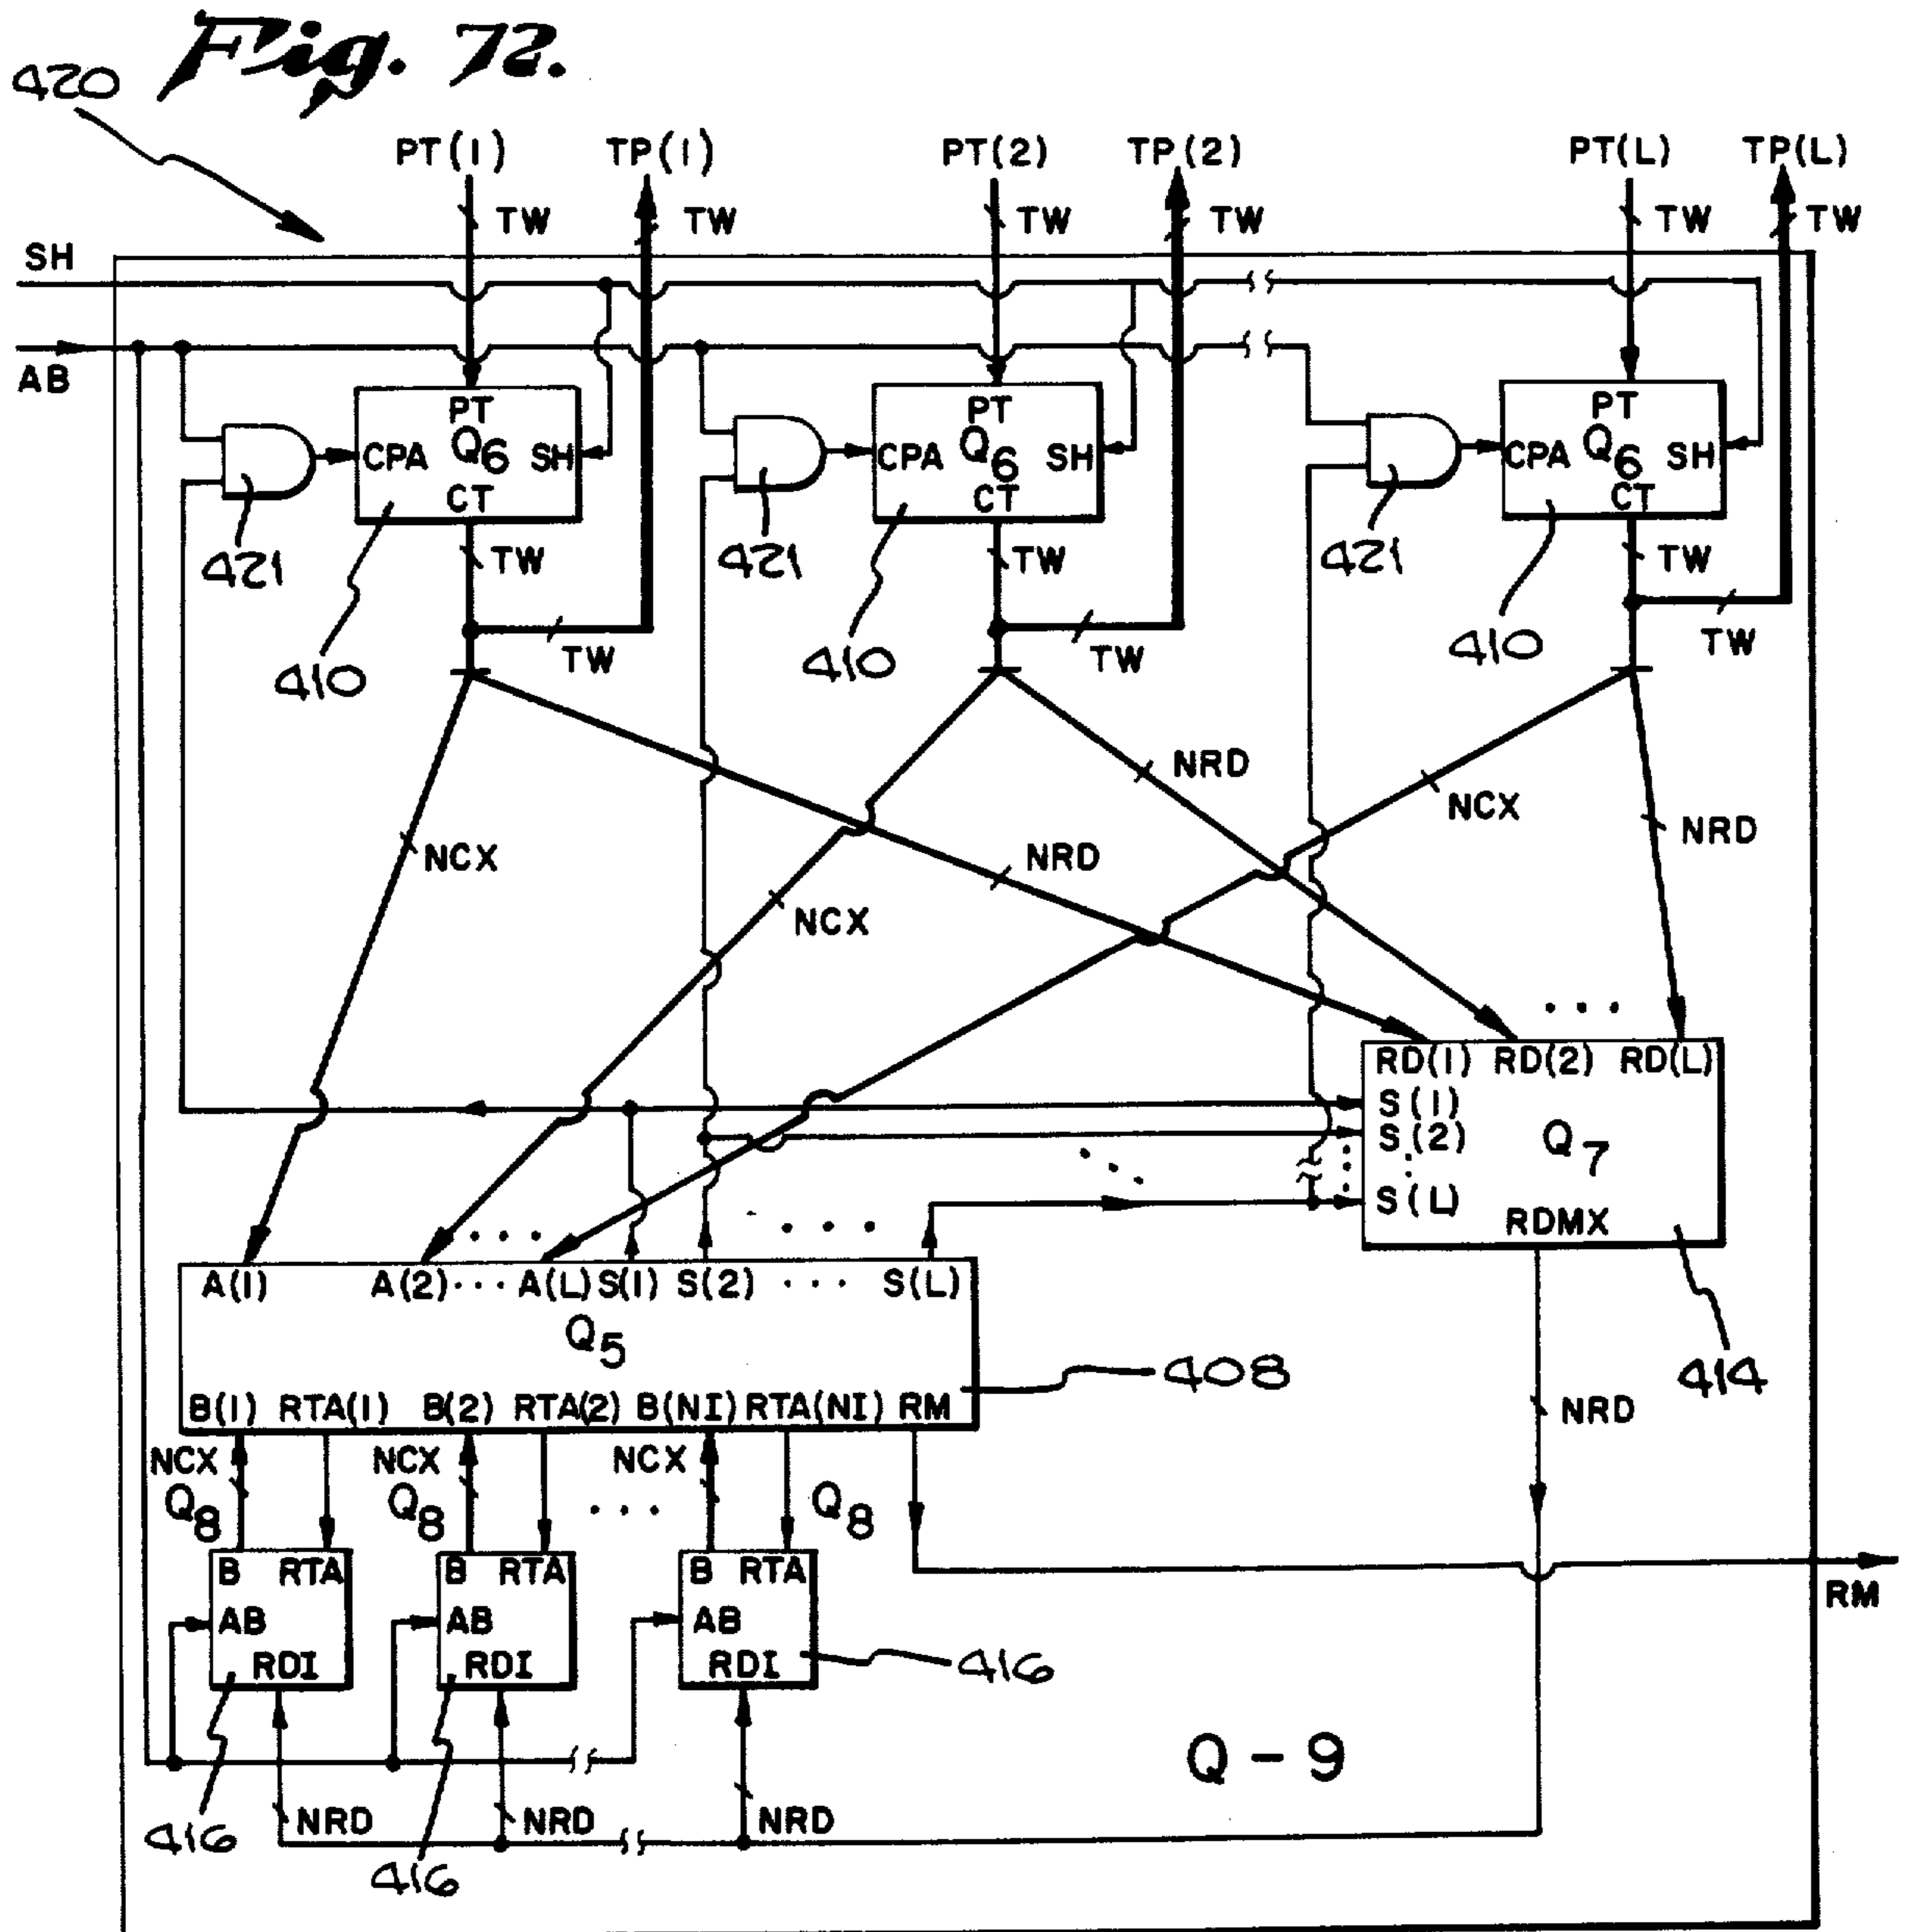 Fig. 72.
420
PT(1) TP(1) PT(2) TP(2) PT(L) TP(L)
TW TW TW TW TW TW
SH
AB
PT PT PT
CPA Q6 SH CPA Q6 SH CPA Q6 SH
CT CT CT
421 TW 421 TW 421 TW
410 TW 410 TW 410 TW
NRD
NCX
NRD
NCX NRD
NCX
. . .
RD(1) RD(2) RD(L)
S(1)
S(2) Q7
S(L)
RDMX
. . . . . .
A(1) A(2)··· A(L) S(1) S(2) ··· S(L)
Q5
408 414
B(1) RTA(1) B(2) RTA(2) B(NI) RTA(NI) RM
NRD
NCX NCX NCX
Q8 Q8 . . . Q8
B RTA B RTA B RTA
RM
AB AB AB
RDI RDI RDI
416
Q-9
NRD NRD NRD
416 416